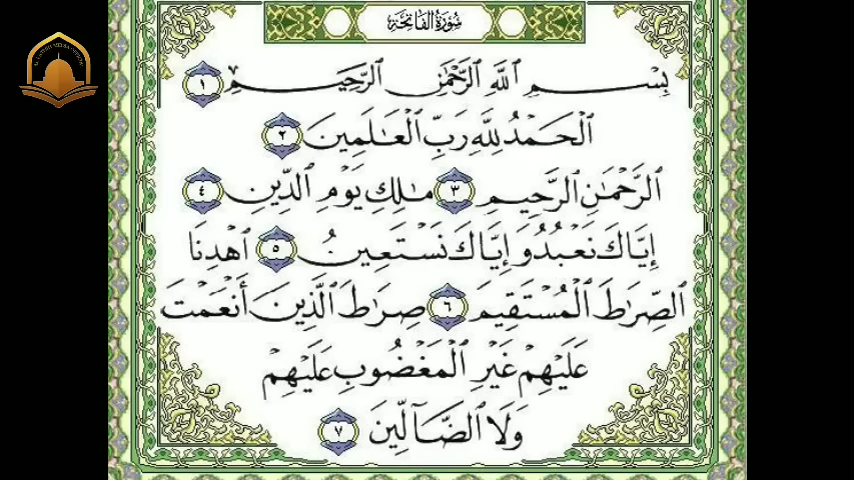 سُورَةُ الفَاتِحَةِ
بِسْمِ ٱللَّهِ ٱلرَّحْمَٰنِ ٱلرَّحِيمِ ١
ٱلْحَمْدُ لِلَّهِ رَبِّ ٱلْعَٰلَمِينَ ٢
ٱلرَّحْمَٰنِ ٱلرَّحِيمِ ٣ مَٰلِكِ يَوْمِ ٱلدِّينِ ٤
إِيَّاكَ نَعْبُدُ وَإِيَّاكَ نَسْتَعِينُ ٥ ٱهْدِنَا
ٱلصِّرَٰطَ ٱلْمُسْتَقِيمَ ٦ صِرَٰطَ ٱلَّذِينَ أَنْعَمْتَ
عَلَيْهِمْ غَيْرِ ٱلْمَغْضُوبِ عَلَيْهِمْ
وَلَا ٱلضَّآلِّينَ ٧